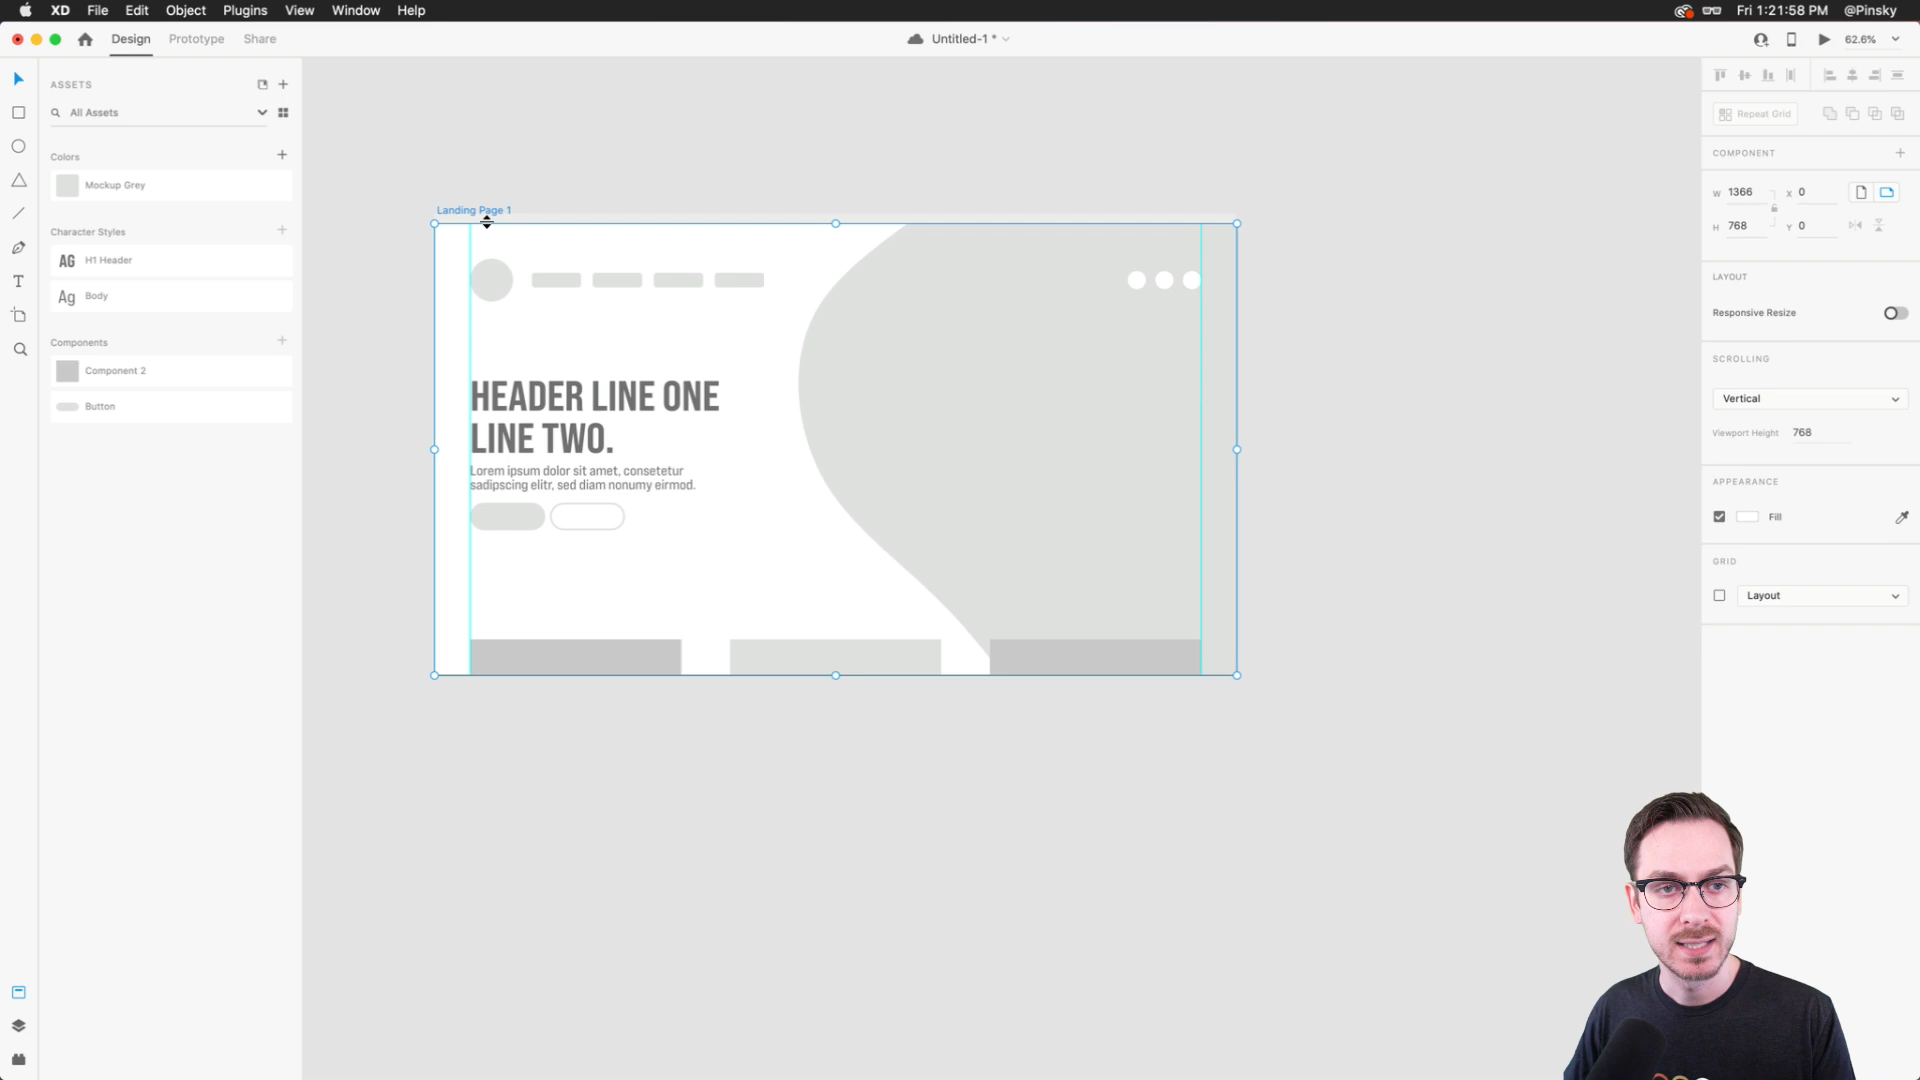 XD File Edit Object Plugins View Window Help
Fri 1:21:58 PM @Pinsky
Design Prototype Share
Untitled-1 *
62.6%
ASSETS
All Assets
Colors
Mockup Grey
Character Styles
AG H1 Header
Ag Body
Components
Component 2
Button
Landing Page 1
HEADER LINE ONE
LINE TWO.
Lorem ipsum dolor sit amet, consetetur
sadipscing elitr, sed diam nonumy eirmod.
Repeat Grid
COMPONENT
W 1366 X 0
H 768 Y 0
LAYOUT
Responsive Resize
SCROLLING
Vertical
Viewport Height 768
APPEARANCE
Fill
GRID
Layout